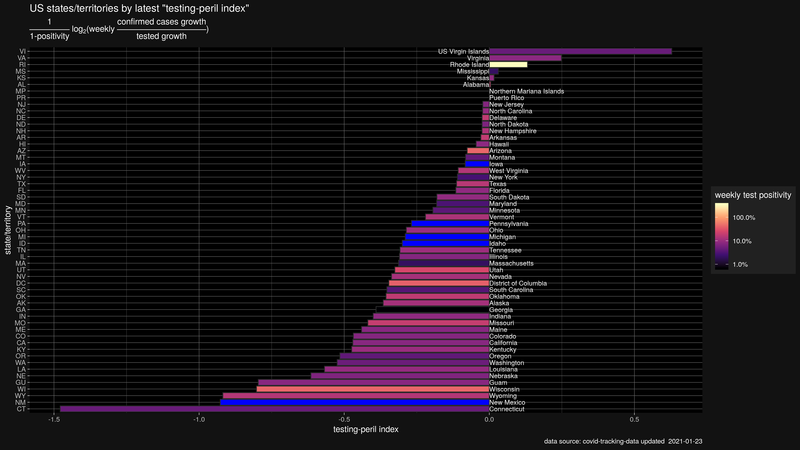 US states/territories by latest "testing-peril index"
1
1-positivity
log2(weekly
confirmed cases growth
tested growth
)
VI US Virgin Islands
VA Virginia
RI Rhode Island
MS Mississippi
KS Kansas
AL Alabama
MP Northern Mariana Islands
PR Puerto Rico
NJ New Jersey
NC North Carolina
DE Delaware
ND North Dakota
NH New Hampshire
AR Arkansas
HI Hawaii
AZ Arizona
MT Montana
IA Iowa
WV West Virginia
NY New York
TX Texas
FL Florida
SD South Dakota
MD Maryland
MN Minnesota
VT Vermont
PA Pennsylvania
OH Ohio
MI Michigan
ID Idaho
TN Tennessee
IL Illinois
MA Massachusetts
UT Utah
NV Nevada
DC District of Columbia
SC South Carolina
OK Oklahoma
AK Alaska
GA Georgia
IN Indiana
MO Missouri
ME Maine
CO Colorado
CA California
KY Kentucky
OR Oregon
WA Washington
LA Louisiana
NE Nebraska
GU Guam
WI Wisconsin
WY Wyoming
NM New Mexico
CT Connecticut
state/territory
-1.5 -1.0 -0.5 0.0 0.5
testing-peril index
weekly test positivity
100.0%
10.0%
1.0%
data source: covid-tracking-data updated 2021-01-23